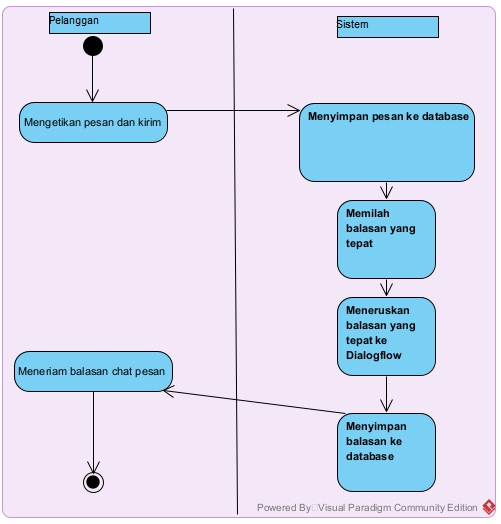 Pelanggan
Sistem
Mengetikan pesan dan kirim
Menyimpan pesan ke database
Memilah
balasan yang
tepat
Meneruskan
balasan yang
tepat ke
Dialogflow
Meneriam balasan chat pesan
Menyimpan
balasan ke
database
Powered By Visual Paradigm Community Edition